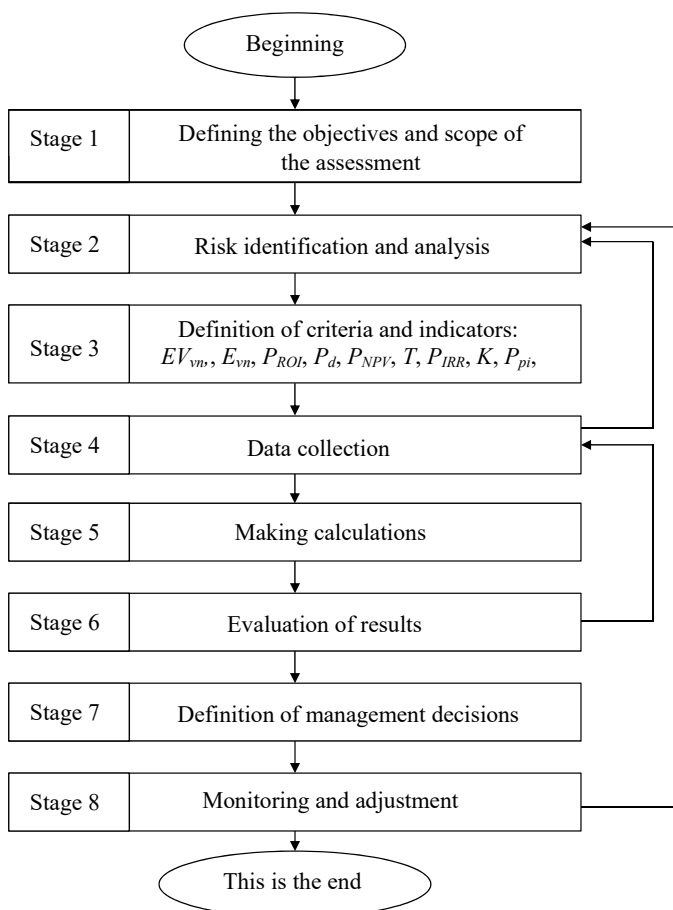 Beginning
Stage 1
Defining the objectives and scope of
the assessment
Stage 2
Risk identification and analysis
Stage 3
Definition of criteria and indicators:
EVvn,, Evn, PROI, Pd, PNPV, T, PIRR, K, Ppi,
Stage 4
Data collection
Stage 5
Making calculations
Stage 6
Evaluation of results
Stage 7
Definition of management decisions
Stage 8
Monitoring and adjustment
This is the end